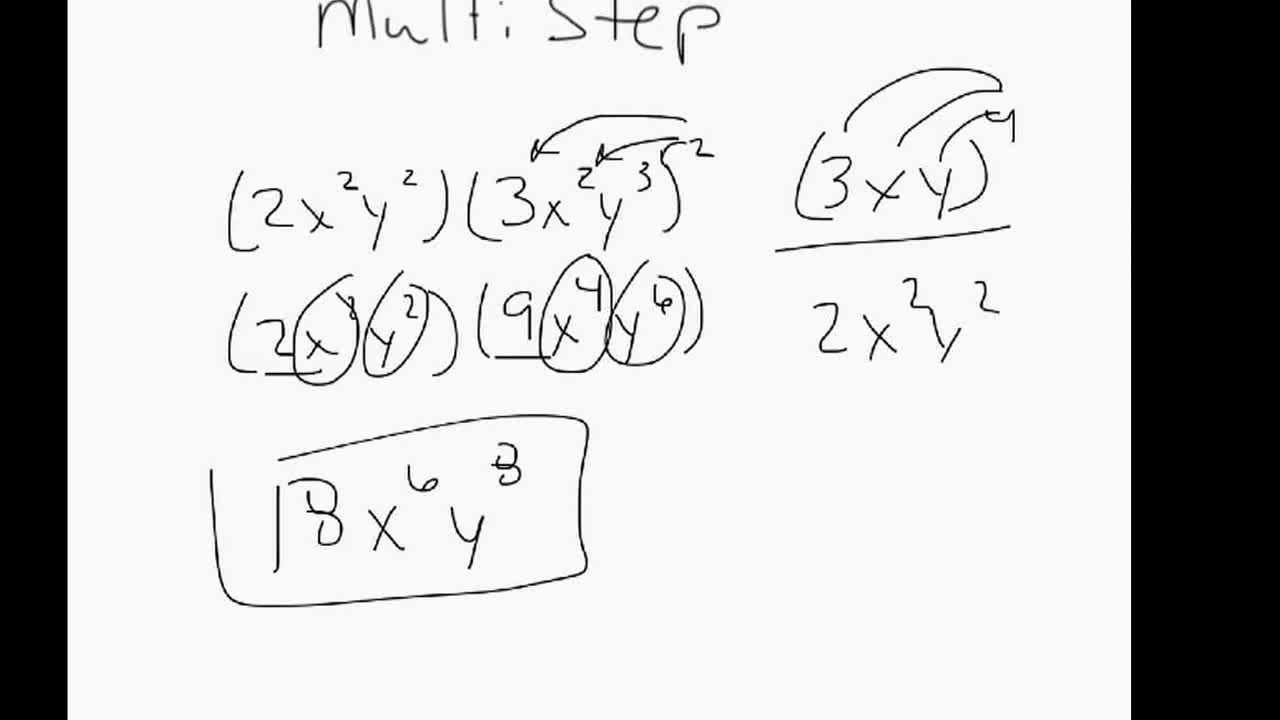 Multi Step
(2x²y²)(3x²y³)²
(2x²y²)(9x⁴y⁶)
18x⁶y⁸
(3xy)⁴
2x²y²